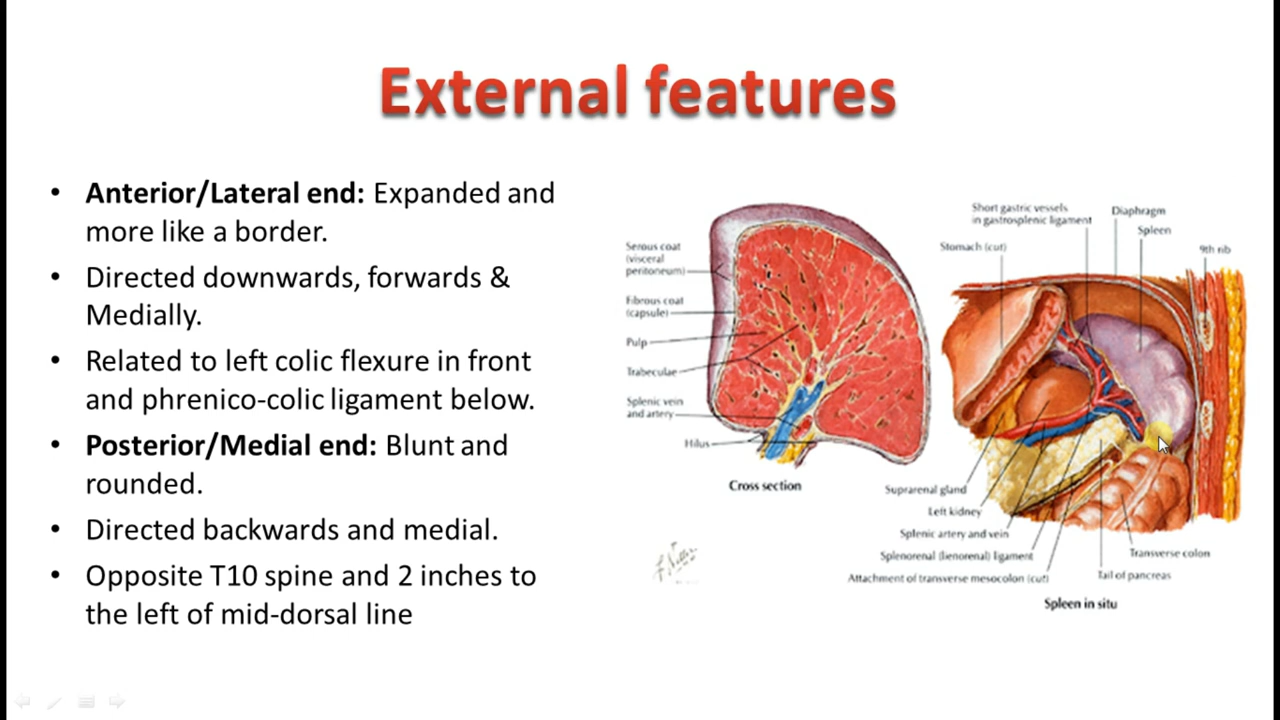 External features
• Anterior/Lateral end: Expanded and
more like a border.
• Directed downwards, forwards &
Medially.
• Related to left colic flexure in front
and phrenico-colic ligament below.
• Posterior/Medial end: Blunt and
rounded.
• Directed backwards and medial.
• Opposite T10 spine and 2 inches to
the left of mid-dorsal line
Serous coat
(visceral
peritoneum)
Fibrous coat
(capsule)
Pulp
Trabeculae
Splenic vein
and artery
Hilus
Cross section
Short gastric vessels
in gastrosplenic ligament
Diaphragm
Spleen
Stomach (cut)
9th rib
Suprarenal gland
Left kidney
Splenic artery and vein
Splenorenal (lienorenal) ligament
Attachment of transverse mesocolon (cut)
Transverse colon
Tail of pancreas
Spleen in situ